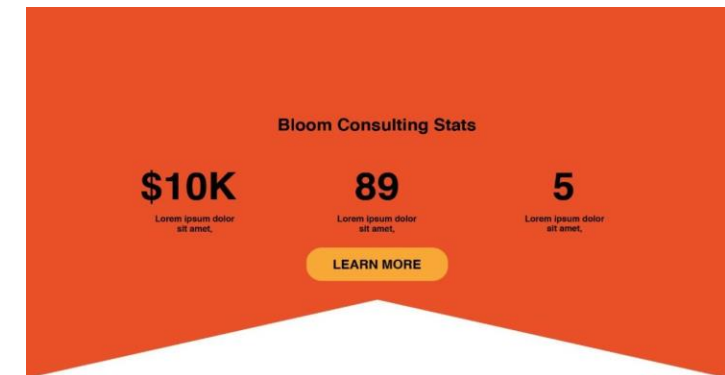 Bloom Consulting Stats
$10K
Lorem ipsum dolor
sit amet,
89
Lorem ipsum dolor
sit amet,
5
Lorem ipsum dolor
sit amet,
LEARN MORE